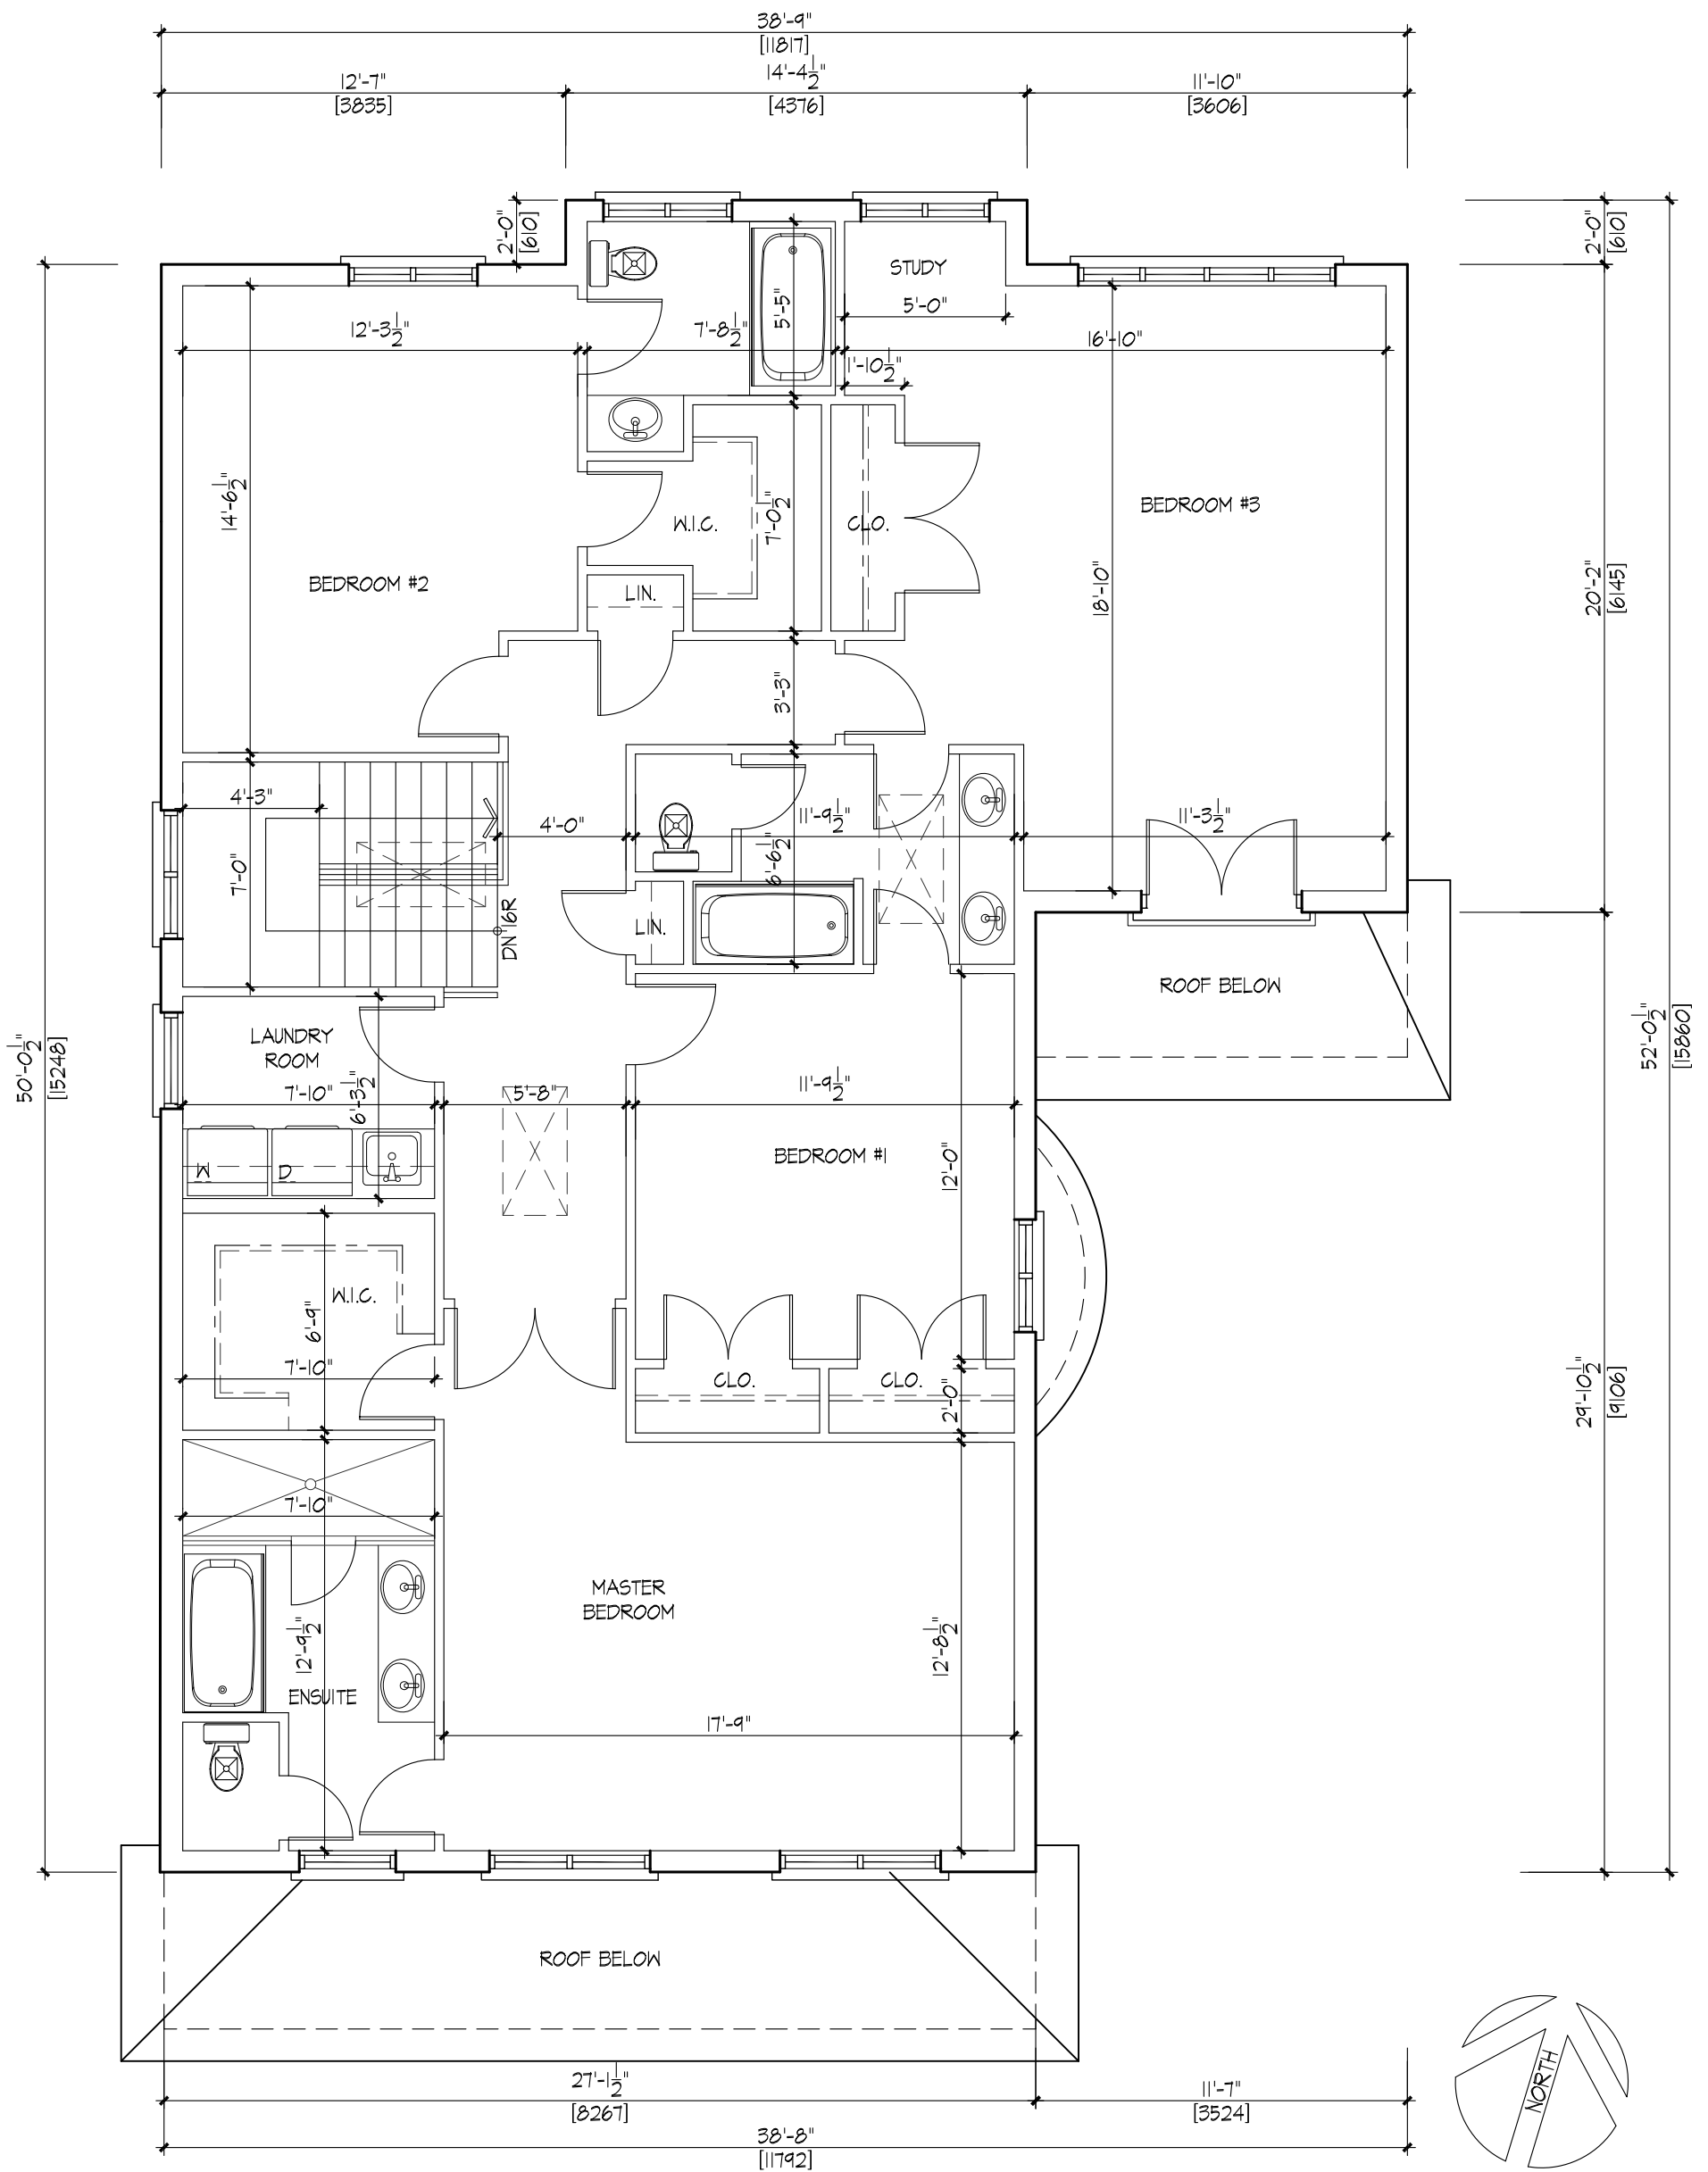 38'-9"
[11817]
12'-7"
[3835]
14'-4 1/2"
[4376]
11'-10"
[3606]
2'-0"
[610]
2'-0"
[610]
STUDY
5'-0"
5'-5"
12'-3 1/2"
7'-8 1/2"
16'-10"
1'-10 1/2"
14'-6 1/2"
W.I.C.
7'-0 1/2"
CLO.
BEDROOM #3
BEDROOM #2
LIN.
18'-10"
20'-2"
[6145]
3'-3"
4'-3"
4'-0"
11'-9 1/2"
11'-3 1/2"
7'-0"
6'-6 1/2"
DN 16R
LIN.
ROOF BELOW
LAUNDRY
ROOM
50'-0 1/2"
[15248]
52'-0 1/2"
[15860]
7'-10"
6'-3 1/2"
5'-8"
11'-9 1/2"
BEDROOM #1
12'-0"
W
D
W.I.C.
6'-9"
7'-10"
CLO.
CLO.
2'-0"
29'-10 1/2"
[9106]
7'-10"
MASTER
BEDROOM
12'-9 1/2"
12'-8 1/2"
ENSUITE
17'-9"
ROOF BELOW
NORTH
27'-1 1/2"
[8267]
11'-7"
[3524]
38'-8"
[11792]